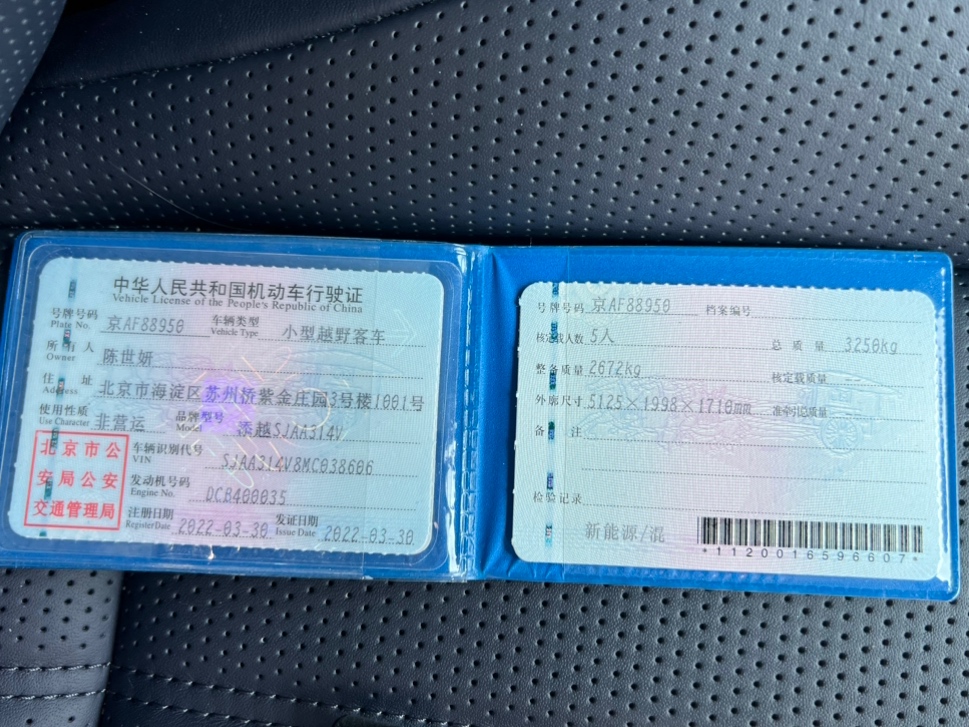 中华人民共和国机动车行驶证
Vehicle License of the People's Republic of China
号牌号码 Plate No. 京AF88950 车辆类型 Vehicle Type 小型越野客车
所有人 Owner 陈世妍
住址 Address 北京市海淀区苏州桥紫金庄园3号楼1001号
使用性质 Use Character 非营运 品牌型号 Model 添越SJAA314V
北京市公
安局公安
交通管理局
车辆识别代号 VIN SJAA314V8MC038606
发动机号码 Engine No. DCB400035
注册日期 Register Date 2022-03-30 发证日期 Issue Date 2022-03-30
号牌号码 京AF88950 档案编号
核定载人数 5人 总质量 3250kg
整备质量 2672kg 核定载质量 --
外廓尺寸 5125×1998×1710mm 准牵引总质量 --
备注
检验记录
新能源/混
*1120016596607*